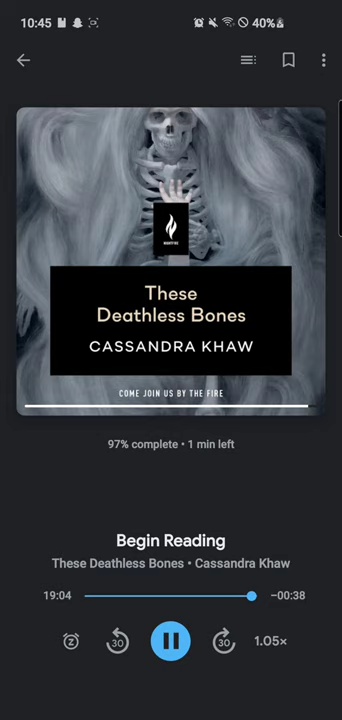 10:45
40%
NIGHTFIRE
These
Deathless Bones
CASSANDRA KHAW
COME JOIN US BY THE FIRE
97% complete • 1 min left
Begin Reading
These Deathless Bones • Cassandra Khaw
19:04
−00:38
z
30
30
1.05×